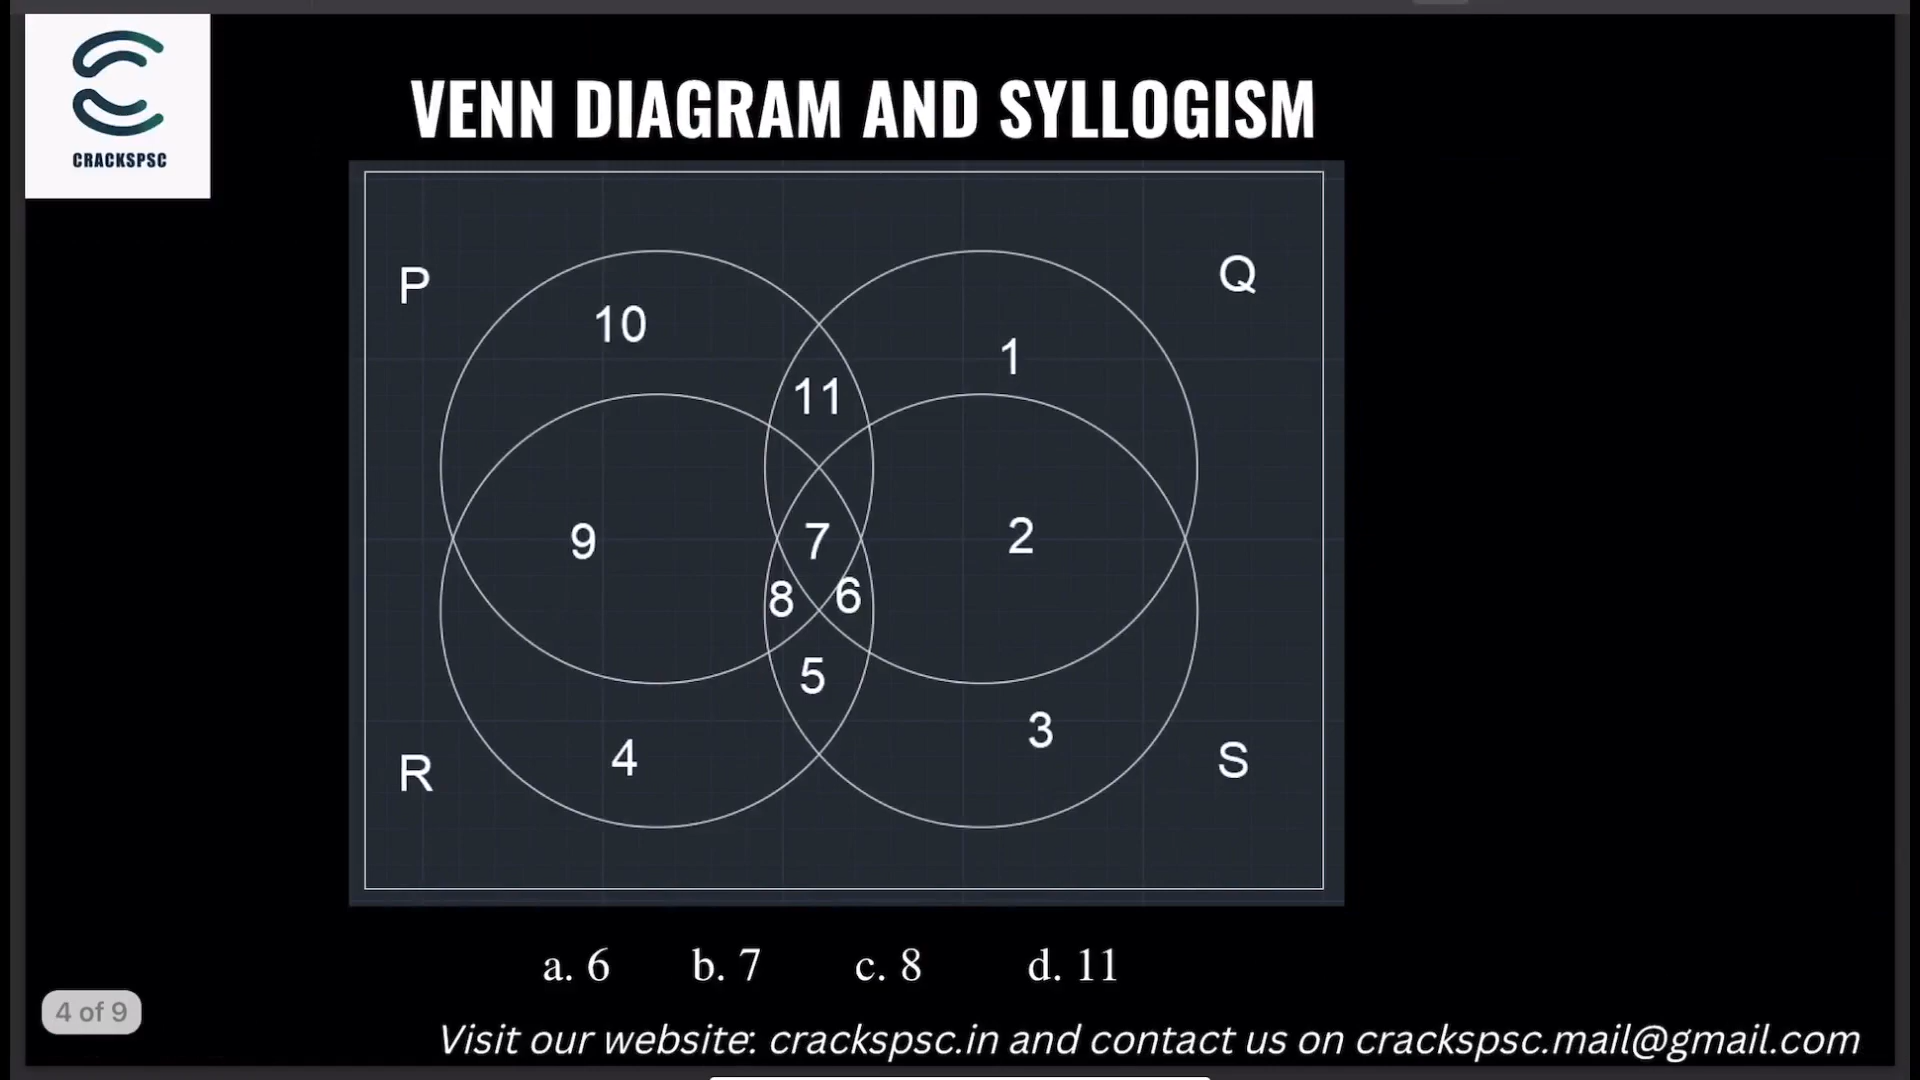 CRACKSPSC
VENN DIAGRAM AND SYLLOGISM
P
Q
10
1
11
9
7
2
8
6
5
4
3
R
S
a. 6 b. 7 c. 8 d. 11
4 of 9
Visit our website: crackspsc.in and contact us on crackspsc.mail@gmail.com